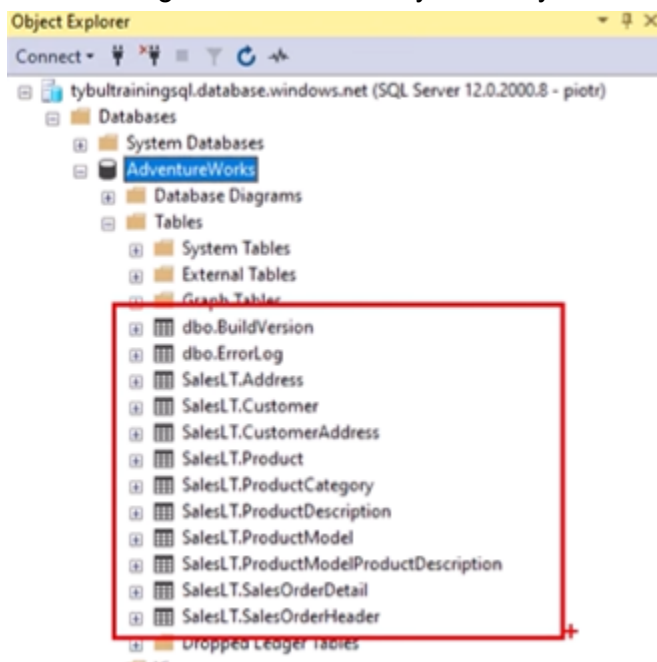 Object Explorer
Connect
tybultrainingsql.database.windows.net (SQL Server 12.0.2000.8 - piotr)
Databases
System Databases
AdventureWorks
Database Diagrams
Tables
System Tables
External Tables
Graph Tables
dbo.BuildVersion
dbo.ErrorLog
SalesLT.Address
SalesLT.Customer
SalesLT.CustomerAddress
SalesLT.Product
SalesLT.ProductCategory
SalesLT.ProductDescription
SalesLT.ProductModel
SalesLT.ProductModelProductDescription
SalesLT.SalesOrderDetail
SalesLT.SalesOrderHeader
Dropped Ledger Tables